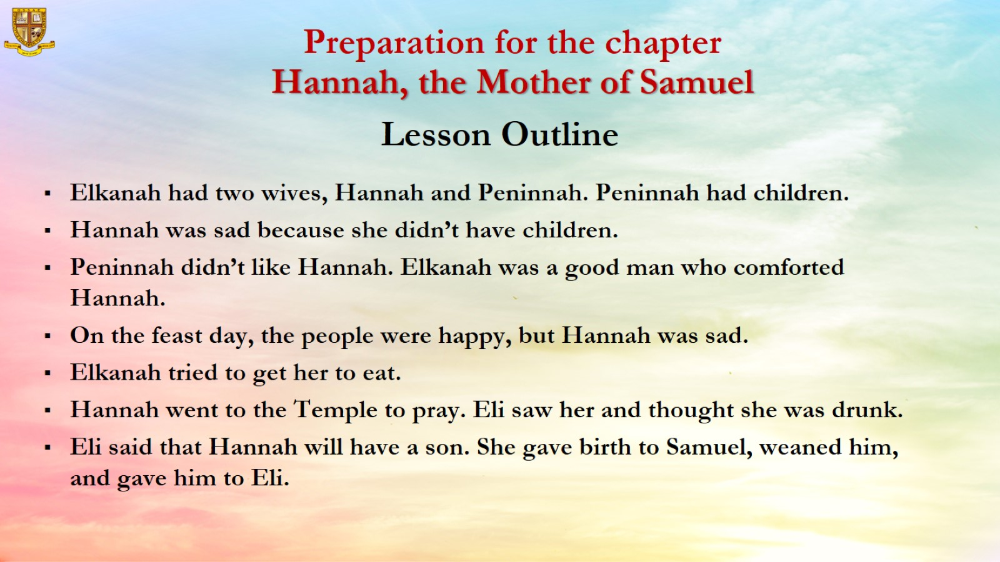 Preparation for the chapter
Hannah, the Mother of Samuel
Lesson Outline
▪ Elkanah had two wives, Hannah and Peninnah. Peninnah had children.
▪ Hannah was sad because she didn’t have children.
▪ Peninnah didn’t like Hannah. Elkanah was a good man who comforted
Hannah.
▪ On the feast day, the people were happy, but Hannah was sad.
▪ Elkanah tried to get her to eat.
▪ Hannah went to the Temple to pray. Eli saw her and thought she was drunk.
▪ Eli said that Hannah will have a son. She gave birth to Samuel, weaned him,
and gave him to Eli.